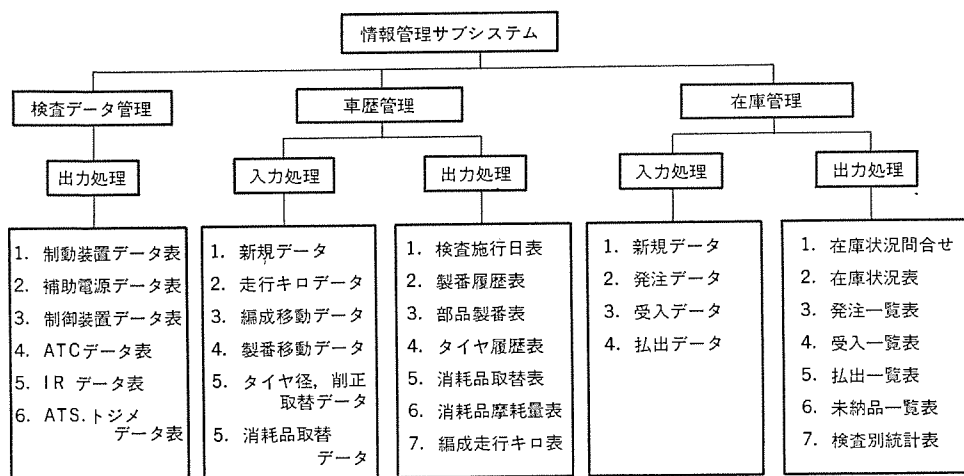 情報管理サブシステム
検査データ管理
車歴管理
在庫管理
出力処理
入力処理
出力処理
入力処理
出力処理
1. 制動装置データ表
2. 補助電源データ表
3. 制御装置データ表
4. ATCデータ表
5. IR データ表
6. ATS.トジメ
データ表
1. 新規データ
2. 走行キロデータ
3. 編成移動データ
4. 製番移動データ
5. タイヤ径，削正
取替データ
5. 消耗品取替
データ
1. 検査施行日表
2. 製番履歴表
3. 部品製番表
4. タイヤ履歴表
5. 消耗品取替表
6. 消耗品摩耗量表
7. 編成走行キロ表
1. 新規データ
2. 発注データ
3. 受入データ
4. 払出データ
1. 在庫状況問合せ
2. 在庫状況表
3. 発注一覧表
4. 受入一覧表
5. 払出一覧表
6. 未納品一覧表
7. 検査別統計表